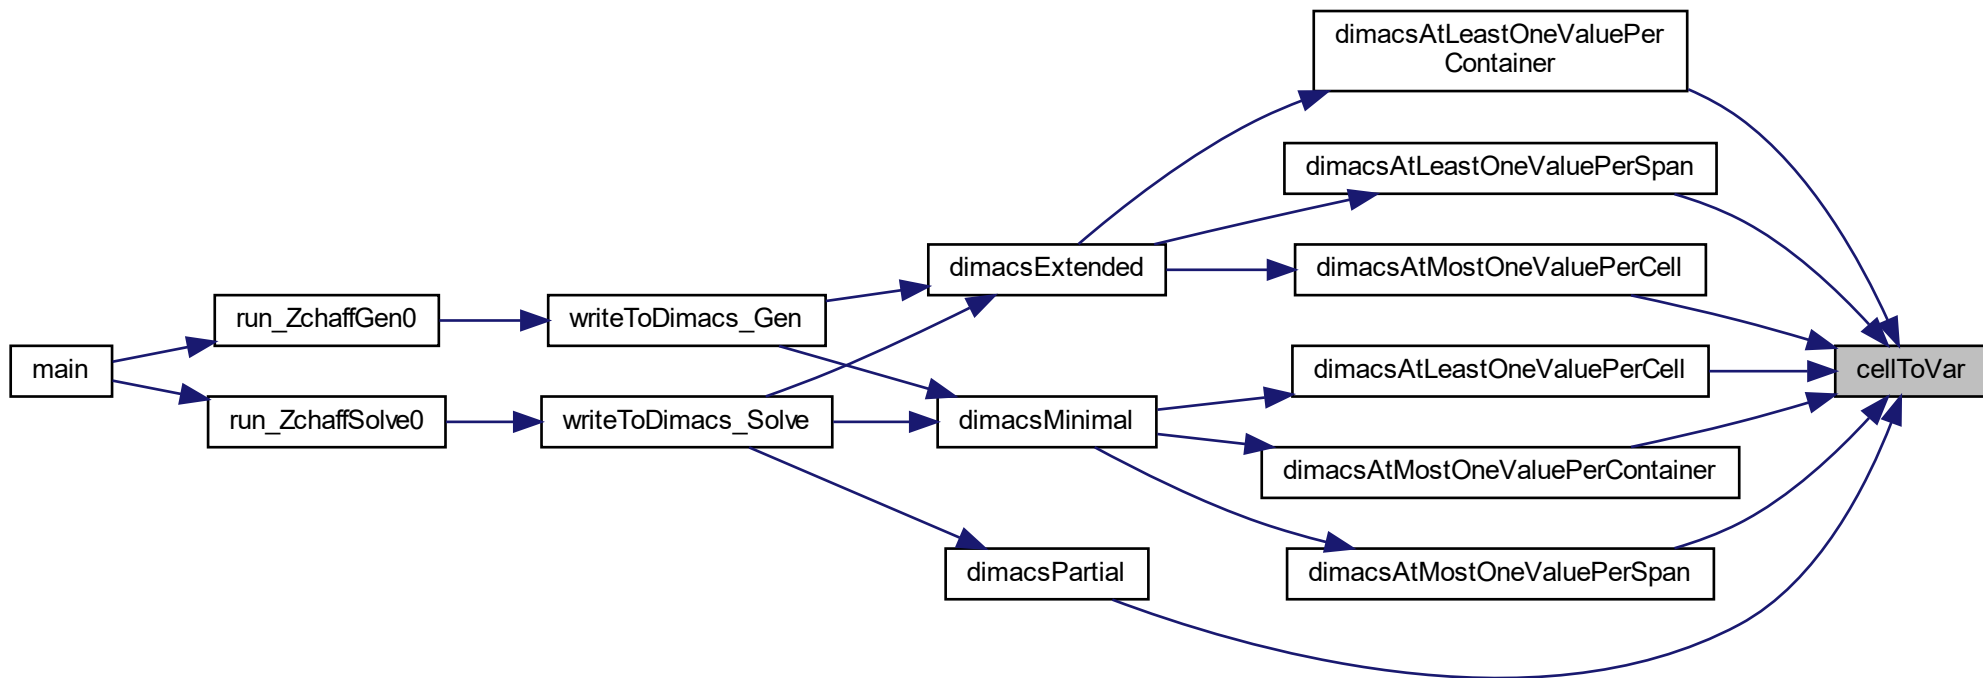 dimacsAtLeastOneValuePer
Container
dimacsAtLeastOneValuePerSpan
dimacsExtended
dimacsAtMostOneValuePerCell
run_ZchaffGen0
writeToDimacs_Gen
main
dimacsAtLeastOneValuePerCell
cellToVar
run_ZchaffSolve0
writeToDimacs_Solve
dimacsMinimal
dimacsAtMostOneValuePerContainer
dimacsPartial
dimacsAtMostOneValuePerSpan